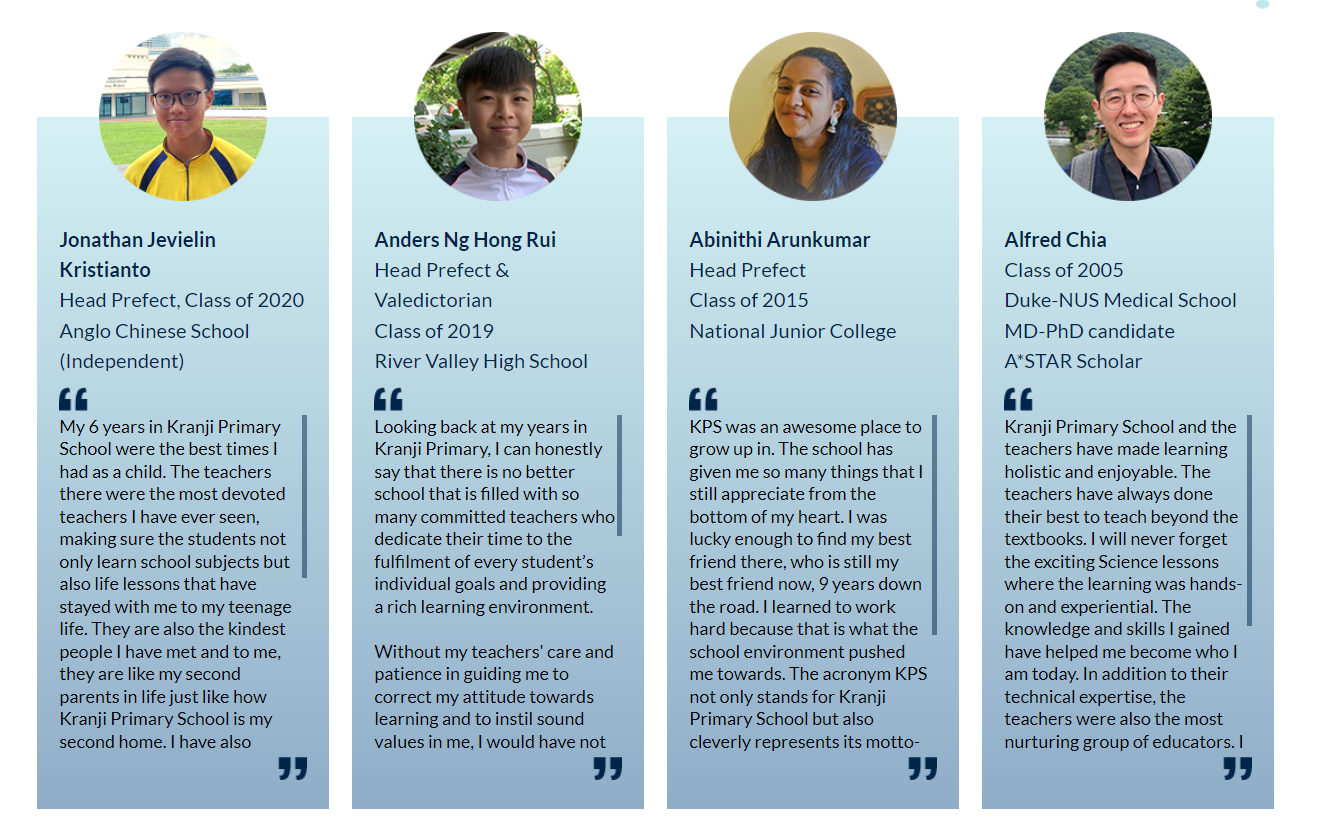 Jonathan Jevielin
Kristianto
Head Prefect, Class of 2020
Anglo Chinese School
(Independent)
“
My 6 years in Kranji Primary
School were the best times I
had as a child. The teachers
there were the most devoted
teachers I have ever seen,
making sure the students not
only learn school subjects but
also life lessons that have
stayed with me to my teenage
life. They are also the kindest
people I have met and to me,
they are like my second
parents in life just like how
Kranji Primary School is my
second home. I have also
”
Anders Ng Hong Rui
Head Prefect &
Valedictorian
Class of 2019
River Valley High School
“
Looking back at my years in
Kranji Primary, I can honestly
say that there is no better
school that is filled with so
many committed teachers who
dedicate their time to the
fulfilment of every student’s
individual goals and providing
a rich learning environment.
Without my teachers' care and
patience in guiding me to
correct my attitude towards
learning and to instil sound
values in me, I would have not
”
Abinithi Arunkumar
Head Prefect
Class of 2015
National Junior College
“
KPS was an awesome place to
grow up in. The school has
given me so many things that I
still appreciate from the
bottom of my heart. I was
lucky enough to find my best
friend there, who is still my
best friend now, 9 years down
the road. I learned to work
hard because that is what the
school environment pushed
me towards. The acronym KPS
not only stands for Kranji
Primary School but also
cleverly represents its motto-
”
Alfred Chia
Class of 2005
Duke-NUS Medical School
MD-PhD candidate
A*STAR Scholar
“
Kranji Primary School and the
teachers have made learning
holistic and enjoyable. The
teachers have always done
their best to teach beyond the
textbooks. I will never forget
the exciting Science lessons
where the learning was hands-
on and experiential. The
knowledge and skills I gained
have helped me become who I
am today. In addition to their
technical expertise, the
teachers were also the most
nurturing group of educators. I
”